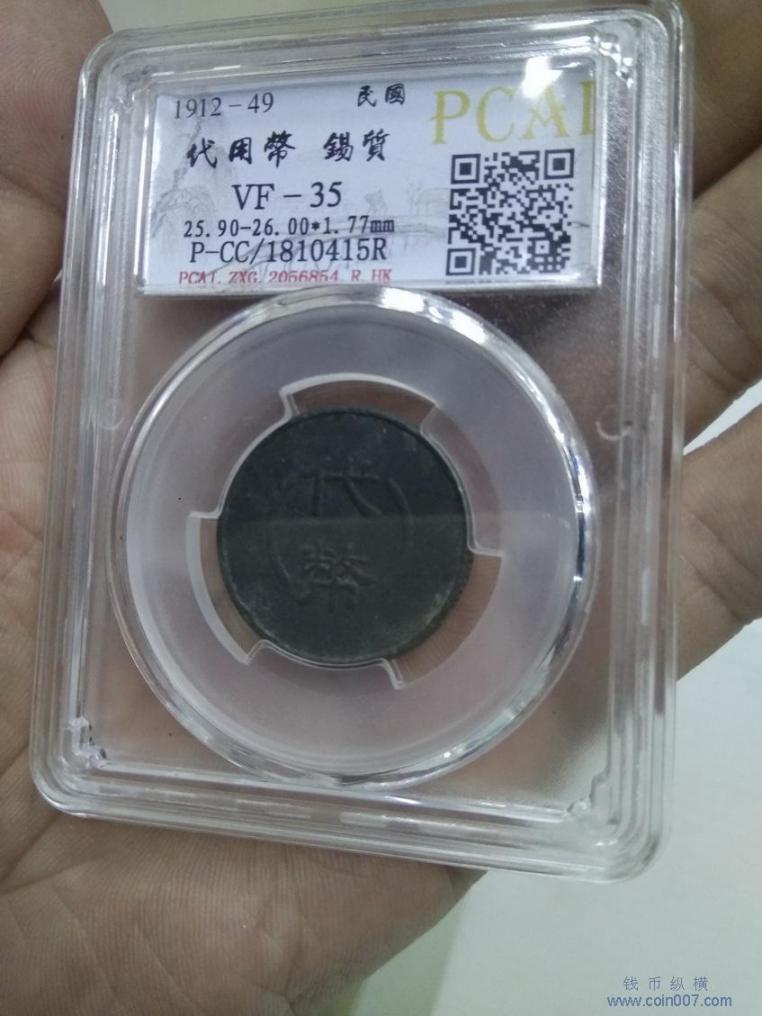 1912-49 民國 PCAI
代用幣 錫質
VF-35
25.90-26.00*1.77mm
P-CC/1810415R
PCAI.ZXG.2056854.R.HK
代
幣
钱币纵横
www.coin007.com